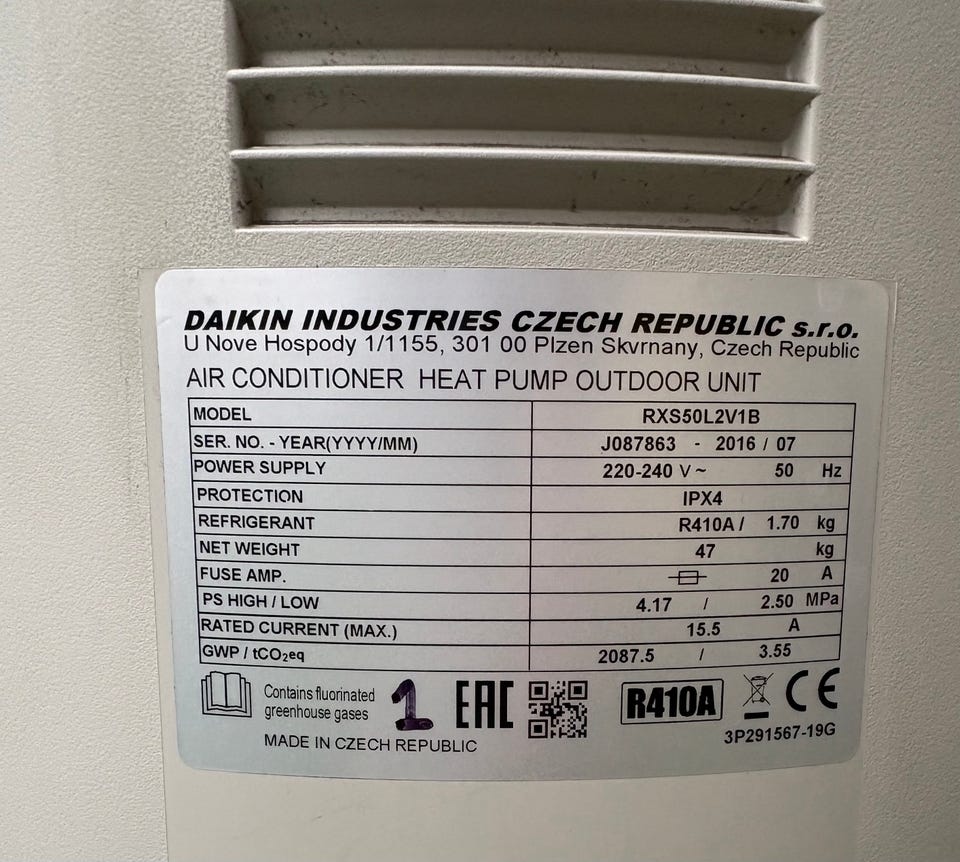 DAIKIN INDUSTRIES CZECH REPUBLIC s.r.o.
U Nove Hospody 1/1155, 301 00 Plzen Skvrnany, Czech Republic
AIR CONDITIONER HEAT PUMP OUTDOOR UNIT
MODEL RXS50L2V1B
SER. NO. - YEAR(YYYY/MM) J087863 - 2016 / 07
POWER SUPPLY 220-240 V ~ 50 Hz
PROTECTION IPX4
REFRIGERANT R410A / 1.70 kg
NET WEIGHT 47 kg
FUSE AMP. 20 A
PS HIGH / LOW 4.17 / 2.50 MPa
RATED CURRENT (MAX.) 15.5 A
GWP / tCO₂eq 2087.5 / 3.55
Contains fluorinated
greenhouse gases
1
EAC
R410A
CE
MADE IN CZECH REPUBLIC
3P291567-19G